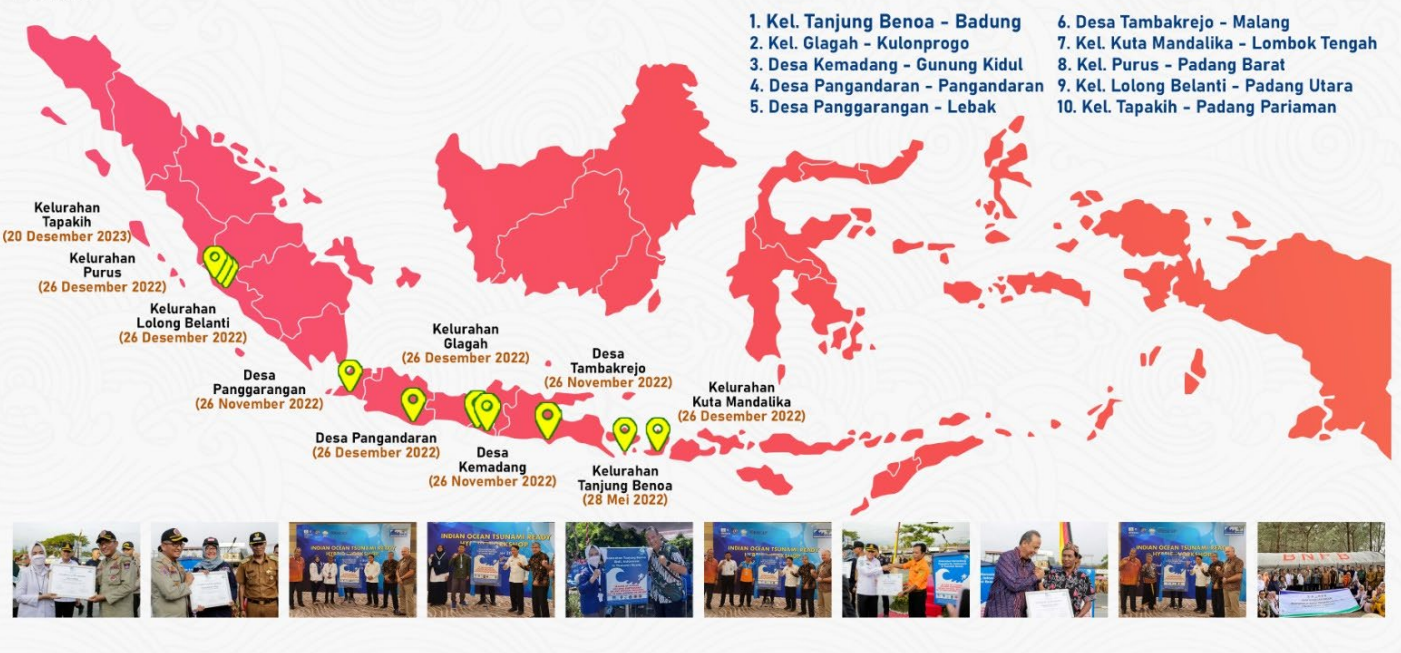 1. Kel. Tanjung Benoa - Badung
2. Kel. Glagah - Kulonprogo
3. Desa Kemadang - Gunung Kidul
4. Desa Pangandaran - Pangandaran
5. Desa Panggarangan - Lebak
6. Desa Tambakrejo - Malang
7. Kel. Kuta Mandalika - Lombok Tengah
8. Kel. Purus - Padang Barat
9. Kel. Lolong Belanti - Padang Utara
10. Kel. Tapakih - Padang Pariaman
Kelurahan
Tapakih
(20 Desember 2023)
Kelurahan
Purus
(26 Desember 2022)
Kelurahan
Lolong Belanti
(26 Desember 2022)
Desa
Panggarangan
(26 November 2022)
Desa Pangandaran
(26 Desember 2022)
Kelurahan
Glagah
(26 Desember 2022)
Desa
Kemadang
(26 November 2022)
Desa
Tambakrejo
(26 November 2022)
Kelurahan
Tanjung Benoa
(28 Mei 2022)
Kelurahan
Kuta Mandalika
(26 Desember 2022)
INDIAN OCEAN TSUNAMI READY
INDIAN OCEAN TSUNAMI READY
INDIAN OCEAN TSUNAMI READY
INDIAN OCEAN TSUNAMI READY
BNPB